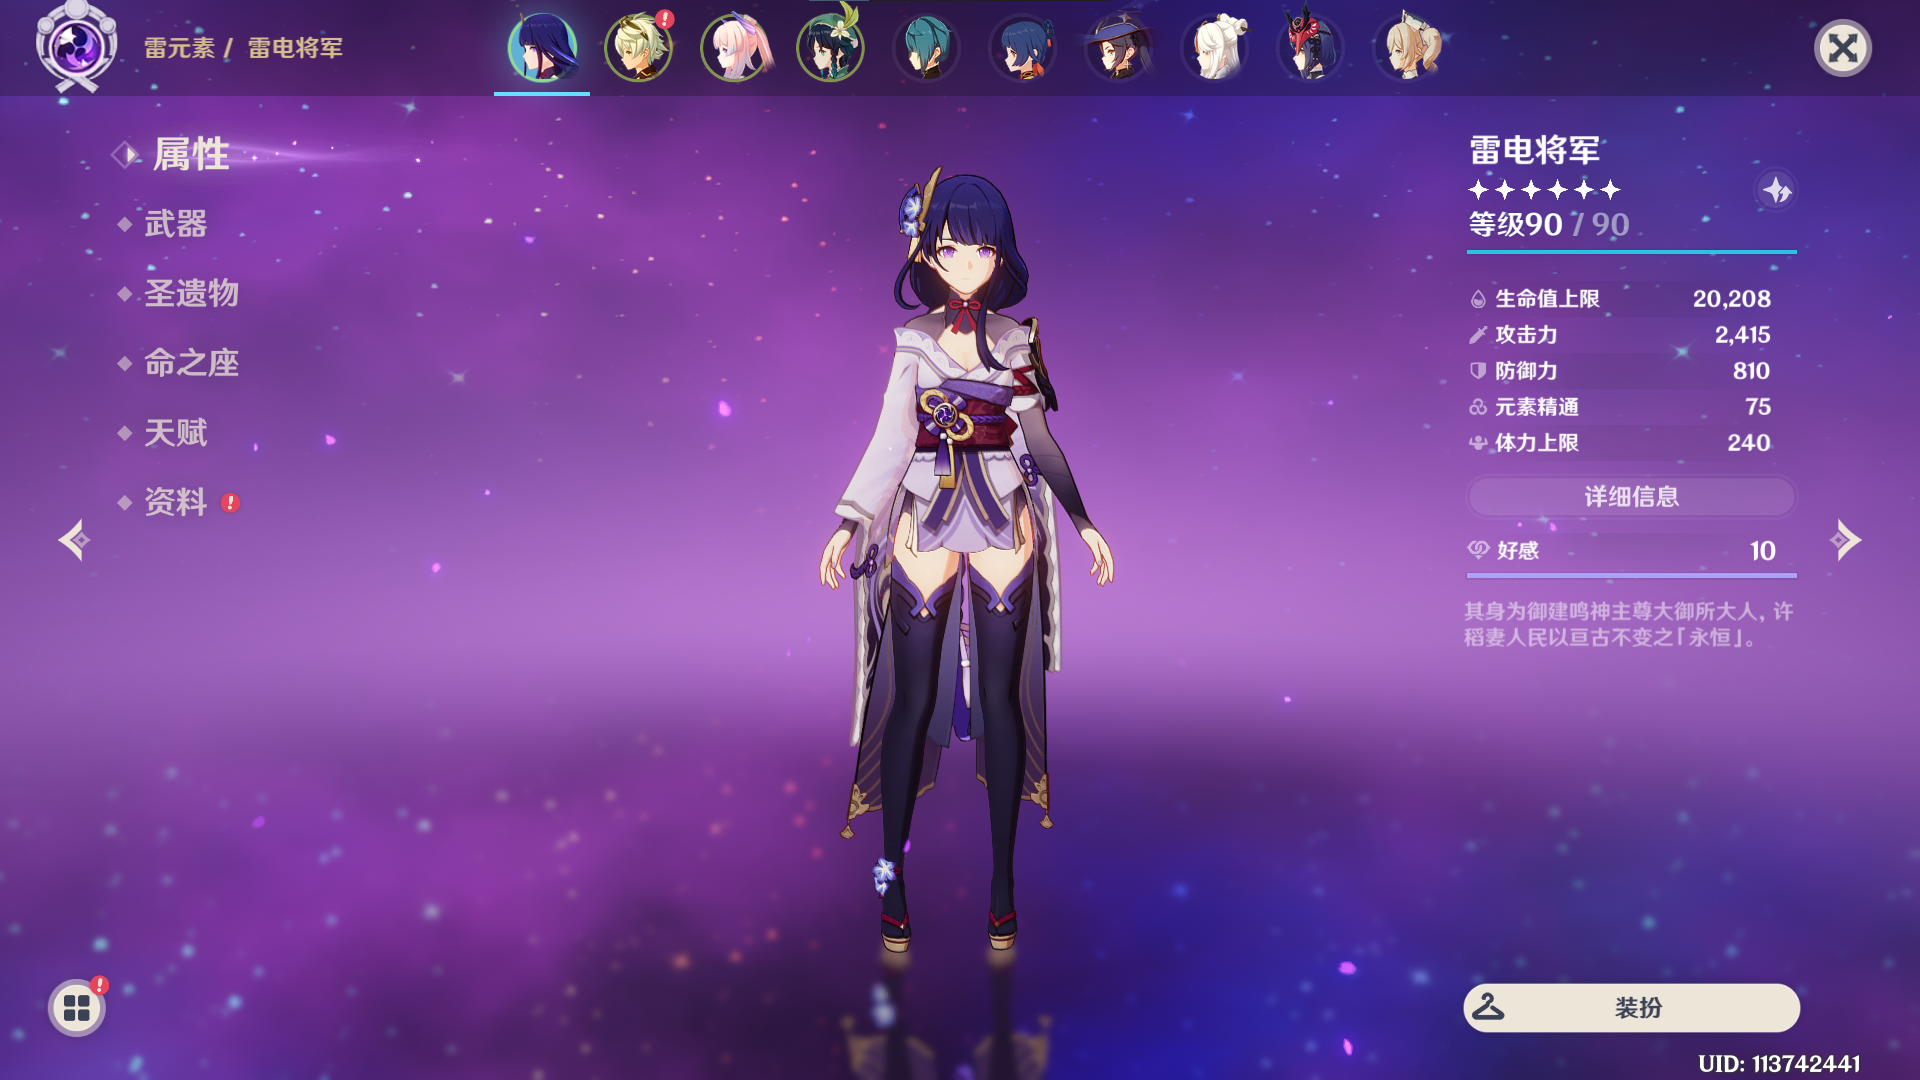 雷元素 / 雷电将军
属性
武器
圣遗物
命之座
天赋
资料
雷电将军
等级90 / 90
生命值上限 20,208
攻击力 2,415
防御力 810
元素精通 75
体力上限 240
详细信息
好感 10
其身为御建鸣神主尊大御所大人，许
稻妻人民以亘古不变之「永恒」。
装扮
UID: 113742441